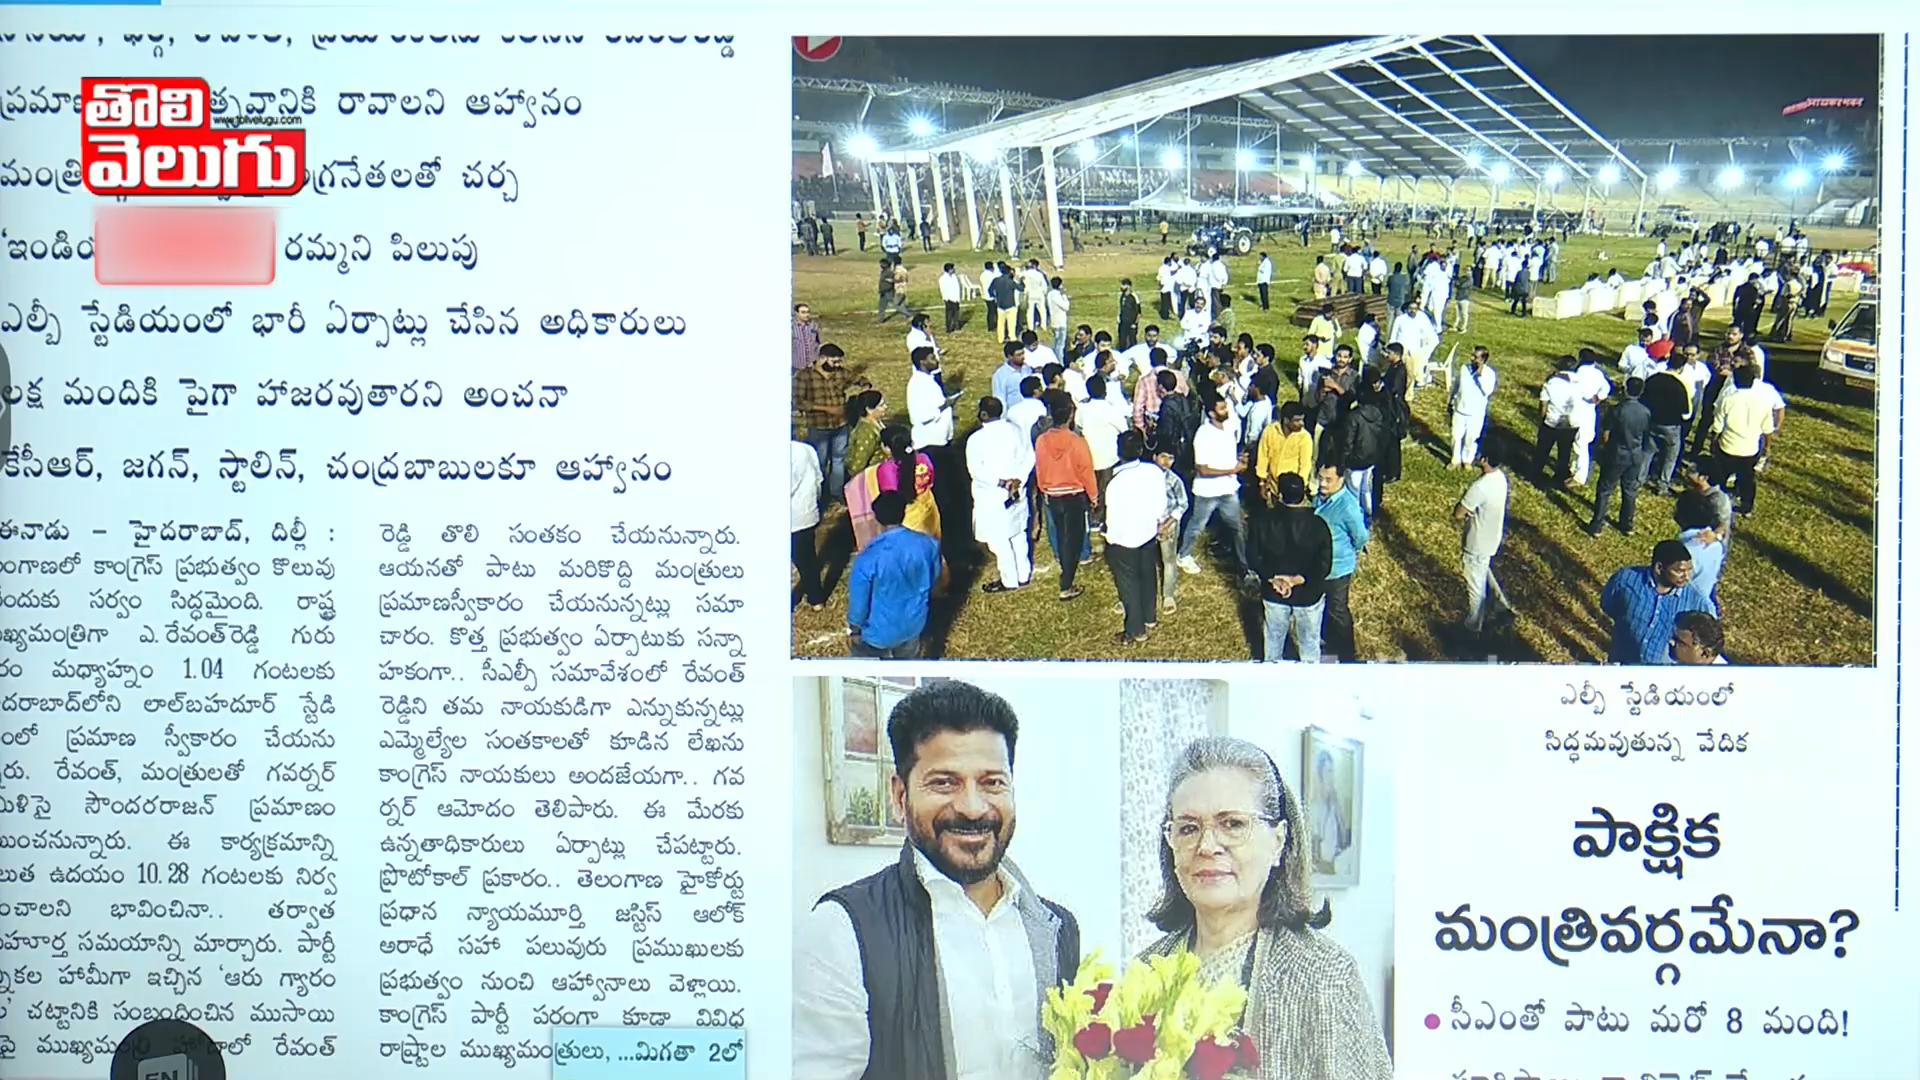 ప్రమా త్సవానికి రావాలని ఆహ్వానం
తొలి
www.tolivelugu.com
వెలుగు
మంత్రి గ్రనేతలతో చర్చ
రమ్మని పిలుపు
ఎల్బీ స్టేడియంలో భారీ ఏర్పాట్లు చేసిన అధికారులు
లక్ష మందికి పైగా హాజరవుతారని అంచనా
కేసీఆర్, జగన్, స్టాలిన్, చంద్రబాబులకూ ఆహ్వానం
ఈనాడు - హైదరాబాద్, దిల్లీ :
ంగాణలో కాంగ్రెస్ ప్రభుత్వం కొలువు
సర్వం సిద్ధమైంది. రాష్ట్ర
ఖ్యమంత్రిగా ఎ.రేవంత్‌రెడ్డి గురు
రం మధ్యాహ్నం 1.04 గంటలకు
దరాబాద్‌లోని లాల్‌బహదూర్ స్టేడి
ంలో ప్రమాణ స్వీకారం చేయను
రేవంత్, మంత్రులతో గవర్నర్
మిళిసై సౌందరరాజన్ ప్రమాణం
యించనున్నారు. ఈ కార్యక్రమాన్ని
లుత ఉదయం 10.28 గంటలకు నిర్వ
ంచాలని భావించినా.. తర్వాత
ముహూర్త సమయాన్ని మార్చారు. పార్టీ
్నికల హామీగా ఇచ్చిన 'ఆరు గ్యారం
చట్టానికి సంబంధించిన ముసాయి
పై ముఖ్యమంత్రి హోదాలో రేవంత్
రెడ్డి తొలి సంతకం చేయనున్నారు.
ఆయనతో పాటు మరికొద్ది మంత్రులు
ప్రమాణస్వీకారం చేయనున్నట్లు సమా
చారం. కొత్త ప్రభుత్వం ఏర్పాటుకు సన్నా
హకంగా.. సీఎల్పీ సమావేశంలో రేవంత్
రెడ్డిని తమ నాయకుడిగా ఎన్నుకున్నట్లు
ఎమ్మెల్యేల సంతకాలతో కూడిన లేఖను
కాంగ్రెస్ నాయకులు అందజేయగా.. గవ
ర్నర్ ఆమోదం తెలిపారు. ఈ మేరకు
ఉన్నతాధికారులు ఏర్పాట్లు చేపట్టారు.
ప్రొటోకాల్ ప్రకారం.. తెలంగాణ హైకోర్టు
ప్రధాన న్యాయమూర్తి జస్టిస్ ఆలోక్
అరాధే సహా పలువురు ప్రముఖులకు
ప్రభుత్వం నుంచి ఆహ్వానాలు వెళ్లాయి.
కాంగ్రెస్ పార్టీ పరంగా కూడా వివిధ
రాష్ట్రాల ముఖ్యమంత్రులు, ...మిగతా 2లో
ఎల్బీ స్టేడియంలో
సిద్ధమవుతున్న వేదిక
పాక్షిక
మంత్రివర్గమేనా?
● సీఎంతో పాటు మరో 8 మంది!